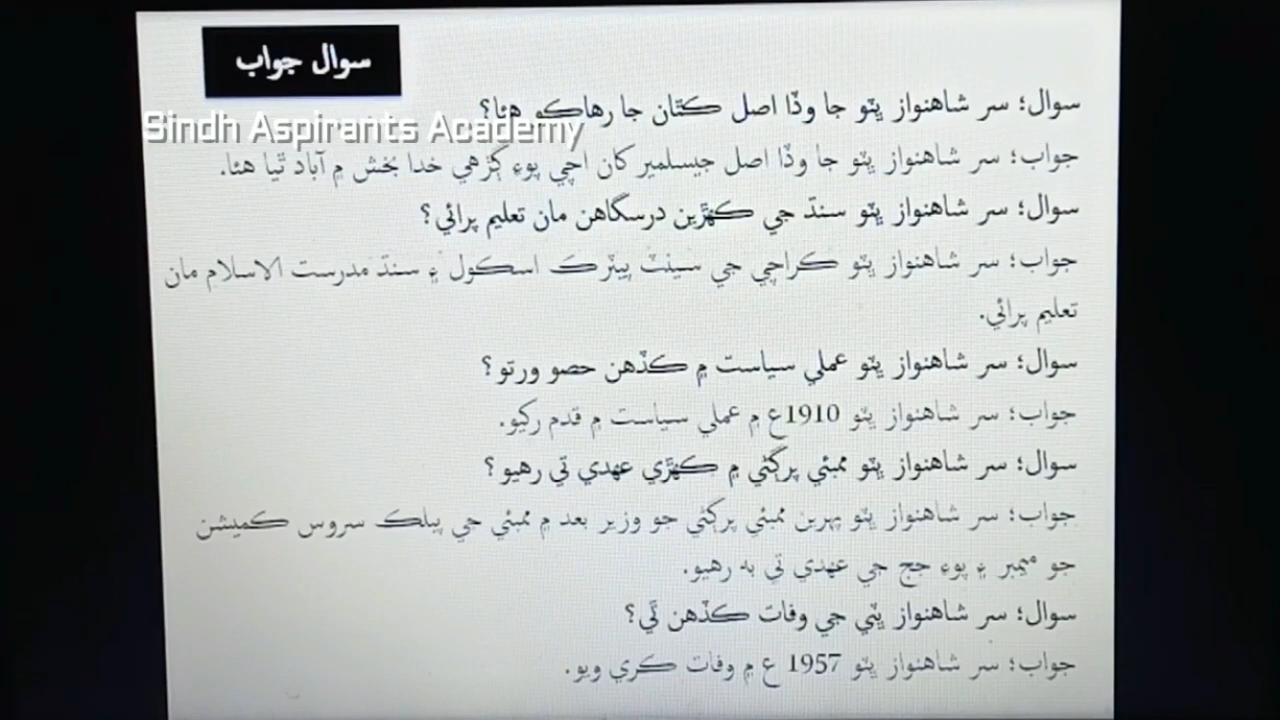 سوال جواب
Sindh Aspirants Academy
سوال؛ سر شاهنواز ڀٽو جا وڏا اصل ڪٿان جا رهاڪو هئا؟
جواب؛ سر شاهنواز ڀٽو جا وڏا اصل جيسلمير کان اچي پوءِ ڳڙهي خدا بخش ۾ آباد ٿيا هئا.
سوال؛ سر شاهنواز ڀٽو سنڌ جي ڪهڙين درسگاهن مان تعليم پرائي؟
جواب؛ سر شاهنواز ڀٽو ڪراچي جي سينٽ پيٽرڪ اسڪول ۽ سنڌ مدرست الاسلام مان
تعليم پرائي.
سوال؛ سر شاهنواز ڀٽو عملي سياست ۾ ڪڏهن حصو ورتو؟
جواب؛ سر شاهنواز ڀٽو 1910ع ۾ عملي سياست ۾ قدم رکيو.
سوال؛ سر شاهنواز ڀٽو ممبئي پرڳڻي ۾ ڪهڙي عهدي تي رهيو؟
جواب؛ سر شاهنواز ڀٽو پهرين ممبئي پرڳڻي جو وزير بعد ۾ ممبئي جي پبلڪ سروس ڪميشن
جو ميمبر ۽ پوءِ جج جي عهدي تي به رهيو.
سوال؛ سر شاهنواز ڀٽي جي وفات ڪڏهن ٿي؟
جواب؛ سر شاهنواز ڀٽو 1957 ع ۾ وفات ڪري ويو.